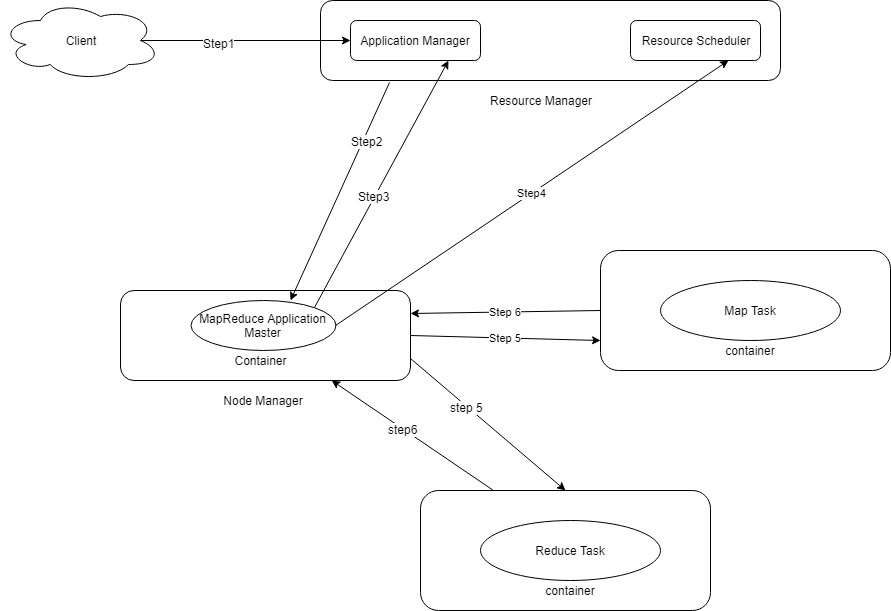 Client
Step1
Application Manager
Resource Scheduler
Resource Manager
Step2
Step3
Step4
MapReduce Application
Master
Container
Node Manager
Step 6
Step 5
Map Task
container
step 5
step6
Reduce Task
container